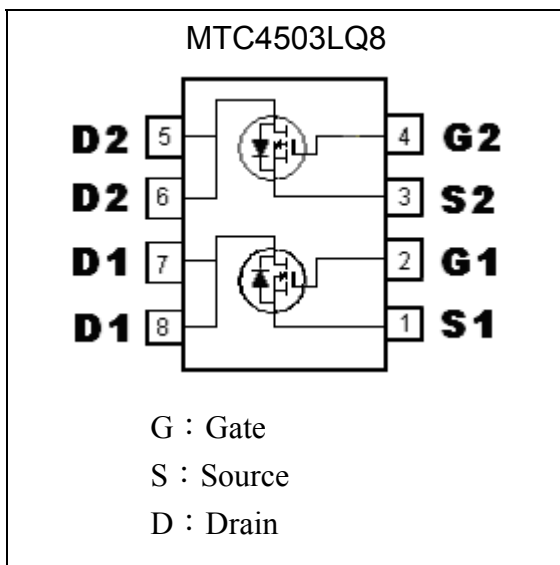 MTC4503LQ8
D2 5 4 G2
D2 6 3 S2
D1 7 2 G1
D1 8 1 S1
G：Gate
S：Source
D：Drain